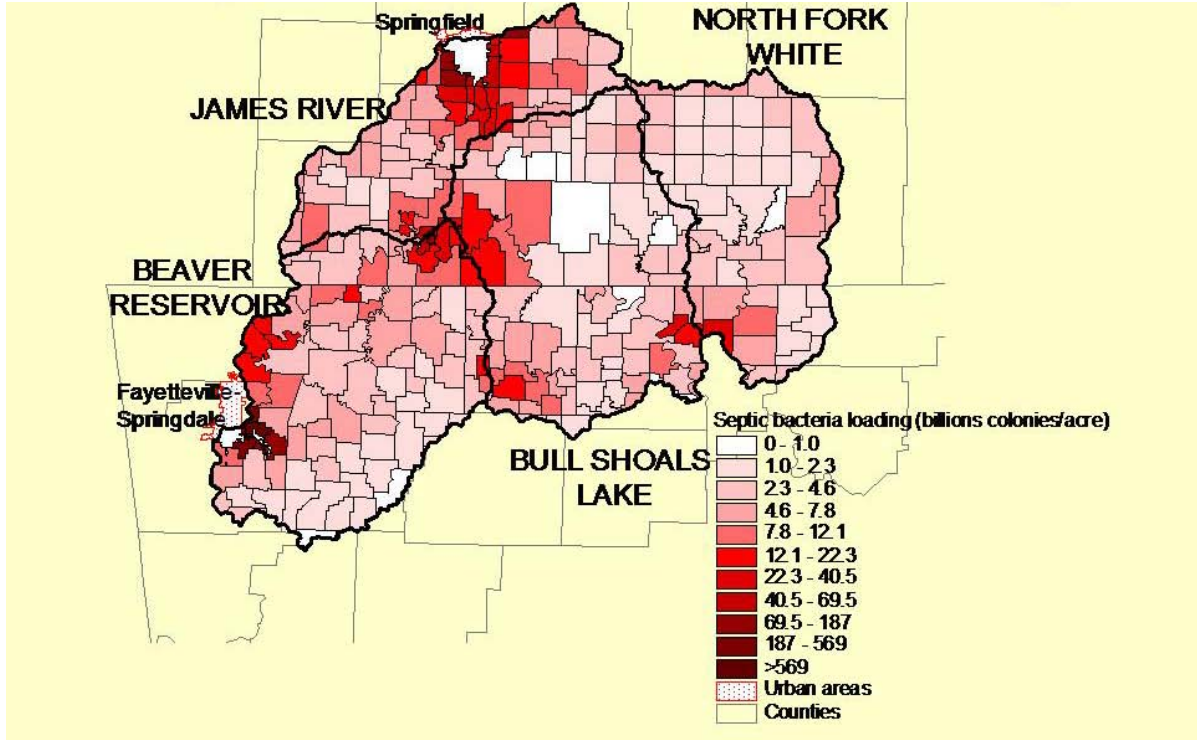 Springfield
NORTH FORK
WHITE
JAMES RIVER
BEAVER
RESERVOIR
Fayetteville-
Springdale
BULL SHOALS
LAKE
Septic bacteria loading (billions colonies/acre)
0 - 1.0
1.0 - 2.3
2.3 - 4.6
4.6 - 7.8
7.8 - 12.1
12.1 - 22.3
22.3 - 40.5
40.5 - 69.5
69.5 - 187
187 - 569
>569
Urban areas
Counties